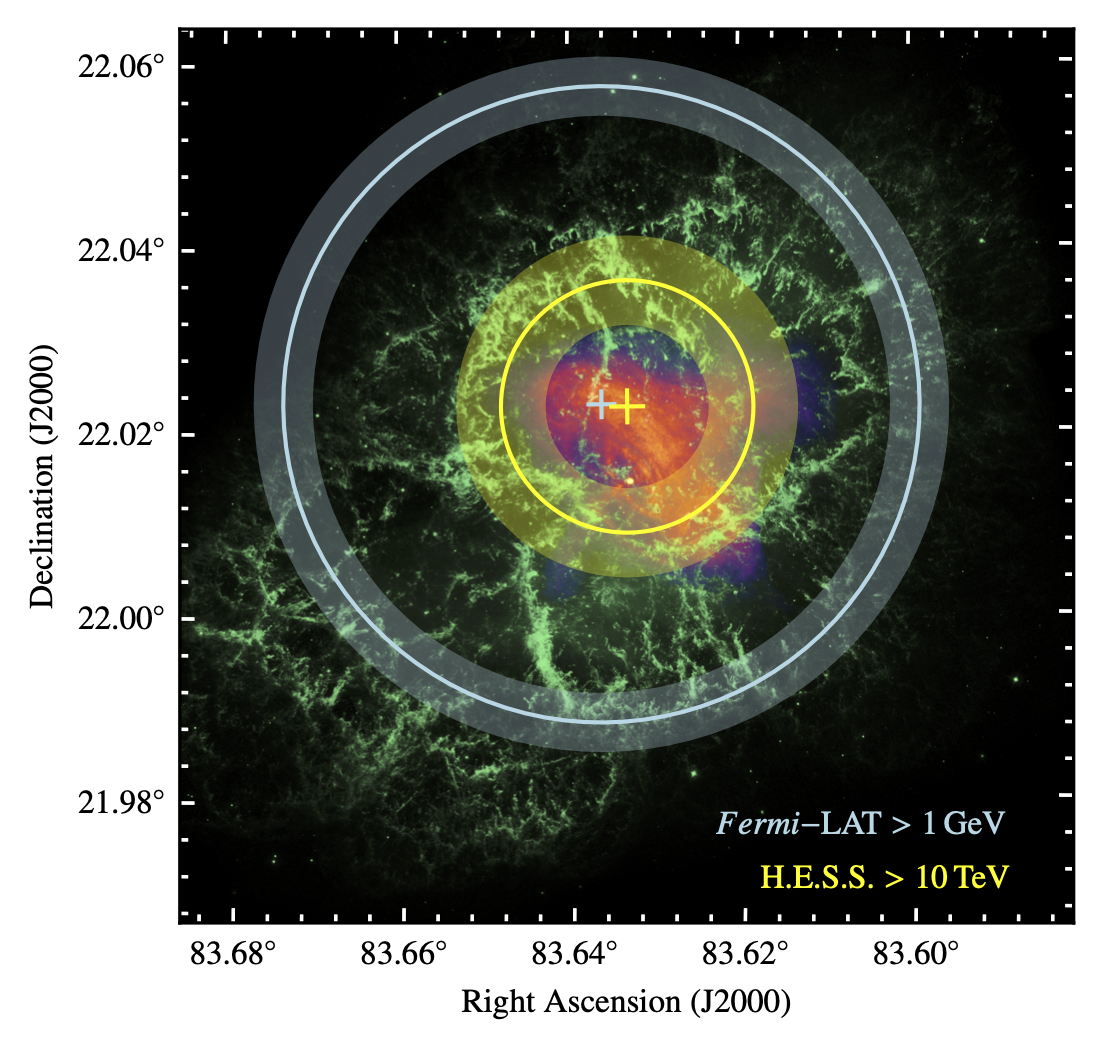 22.06°
22.04°
22.02°
22.00°
21.98°
Declination (J2000)
Fermi−LAT > 1 GeV
H.E.S.S. > 10 TeV
83.68° 83.66° 83.64° 83.62° 83.60°
Right Ascension (J2000)